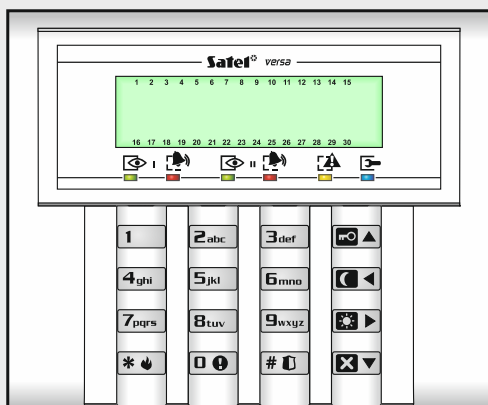 Satel versa
1 2 3 4 5 6 7 8 9 10 11 12 13 14 15
16 17 18 19 20 21 22 23 24 25 26 27 28 29 30
I II
1 2abc 3def
4ghi 5jkl 6mno
7pqrs 8tuv 9wxyz
* 0 #